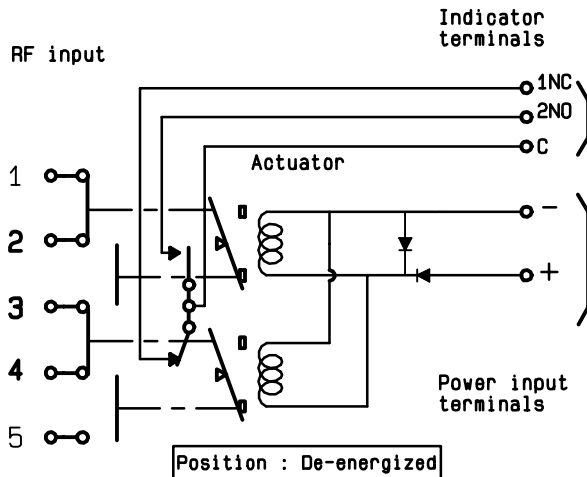 Indicator
terminals
RF input
1NC
2NO
C
Actuator
1
2
3
4
5
-
+
Power input
terminals
Position : De-energized